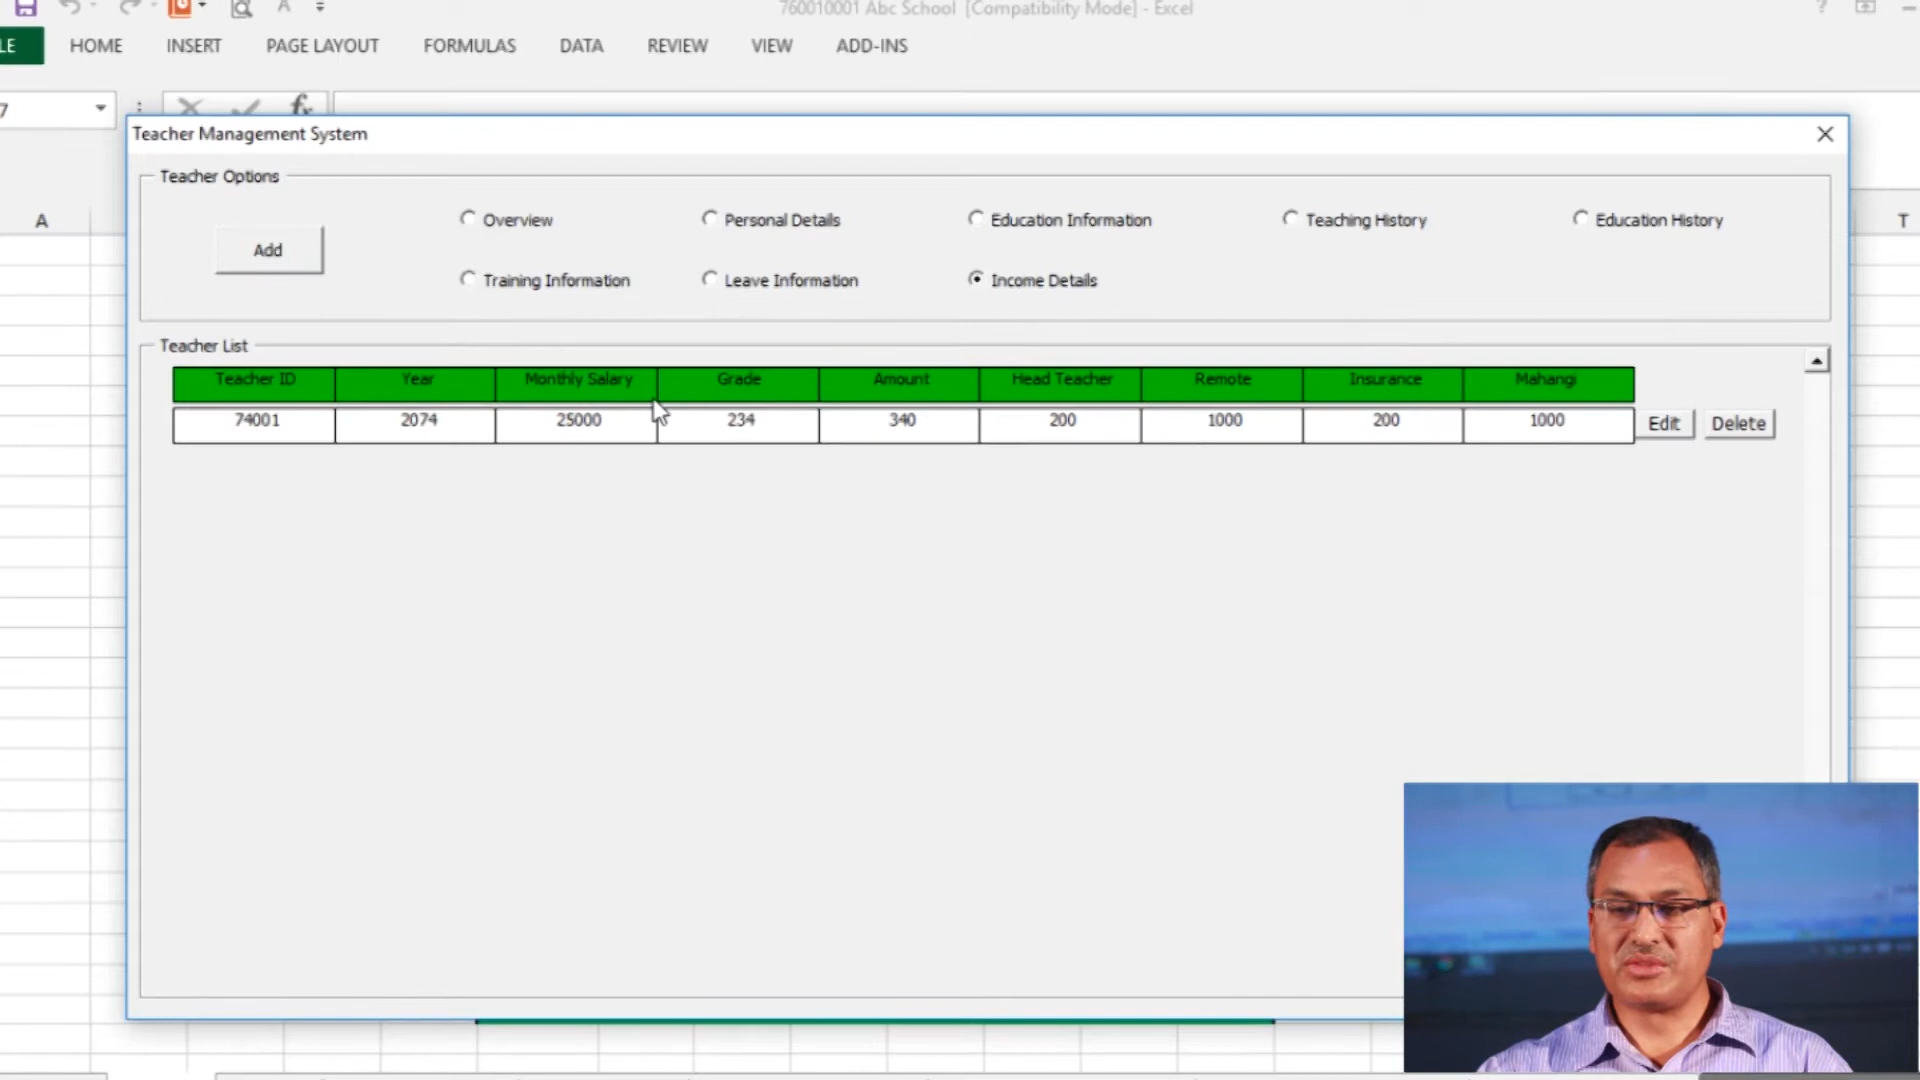 760010001 Abc School [Compatibility Mode] - Excel
LE HOME INSERT PAGE LAYOUT FORMULAS DATA REVIEW VIEW ADD-INS
7 fx
Teacher Management System
A T
Teacher Options
Add
Overview Personal Details Education Information Teaching History Education History
Training Information Leave Information Income Details
Teacher List
Teacher ID Year Monthly Salary Grade Amount Head Teacher Remote Insurance Mahangi
74001 2074 25000 234 340 200 1000 200 1000 Edit Delete